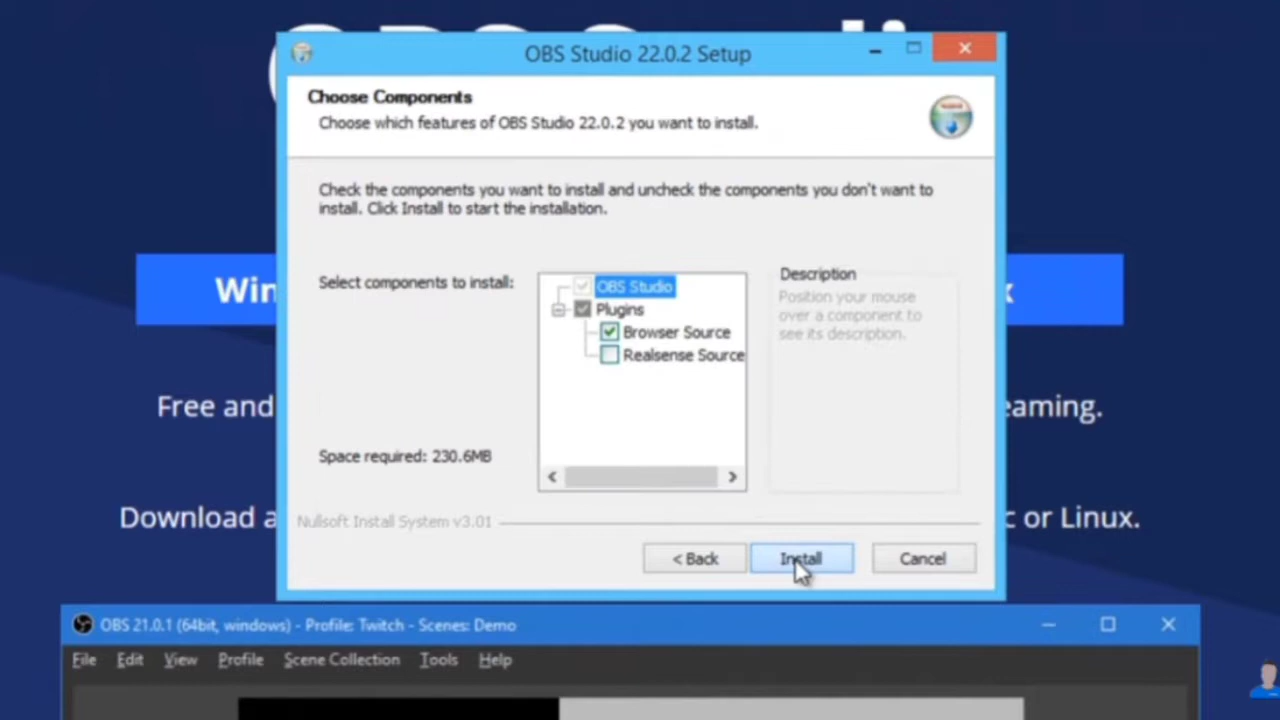 OBS Studio 22.0.2 Setup
Choose Components
Choose which features of OBS Studio 22.0.2 you want to install.
Check the components you want to install and uncheck the components you don't want to
install. Click Install to start the installation.
Select components to install:
OBS Studio
Plugins
Browser Source
Realsense Source
Description
Position your mouse
over a component to
see its description.
Space required: 230.6MB
Nullsoft Install System v3.01
< Back
Install
Cancel
Win
x
Free and
eaming.
Download a
c or Linux.
OBS 21.0.1 (64bit, windows) - Profile: Twitch - Scenes: Demo
File Edit View Profile Scene Collection Tools Help